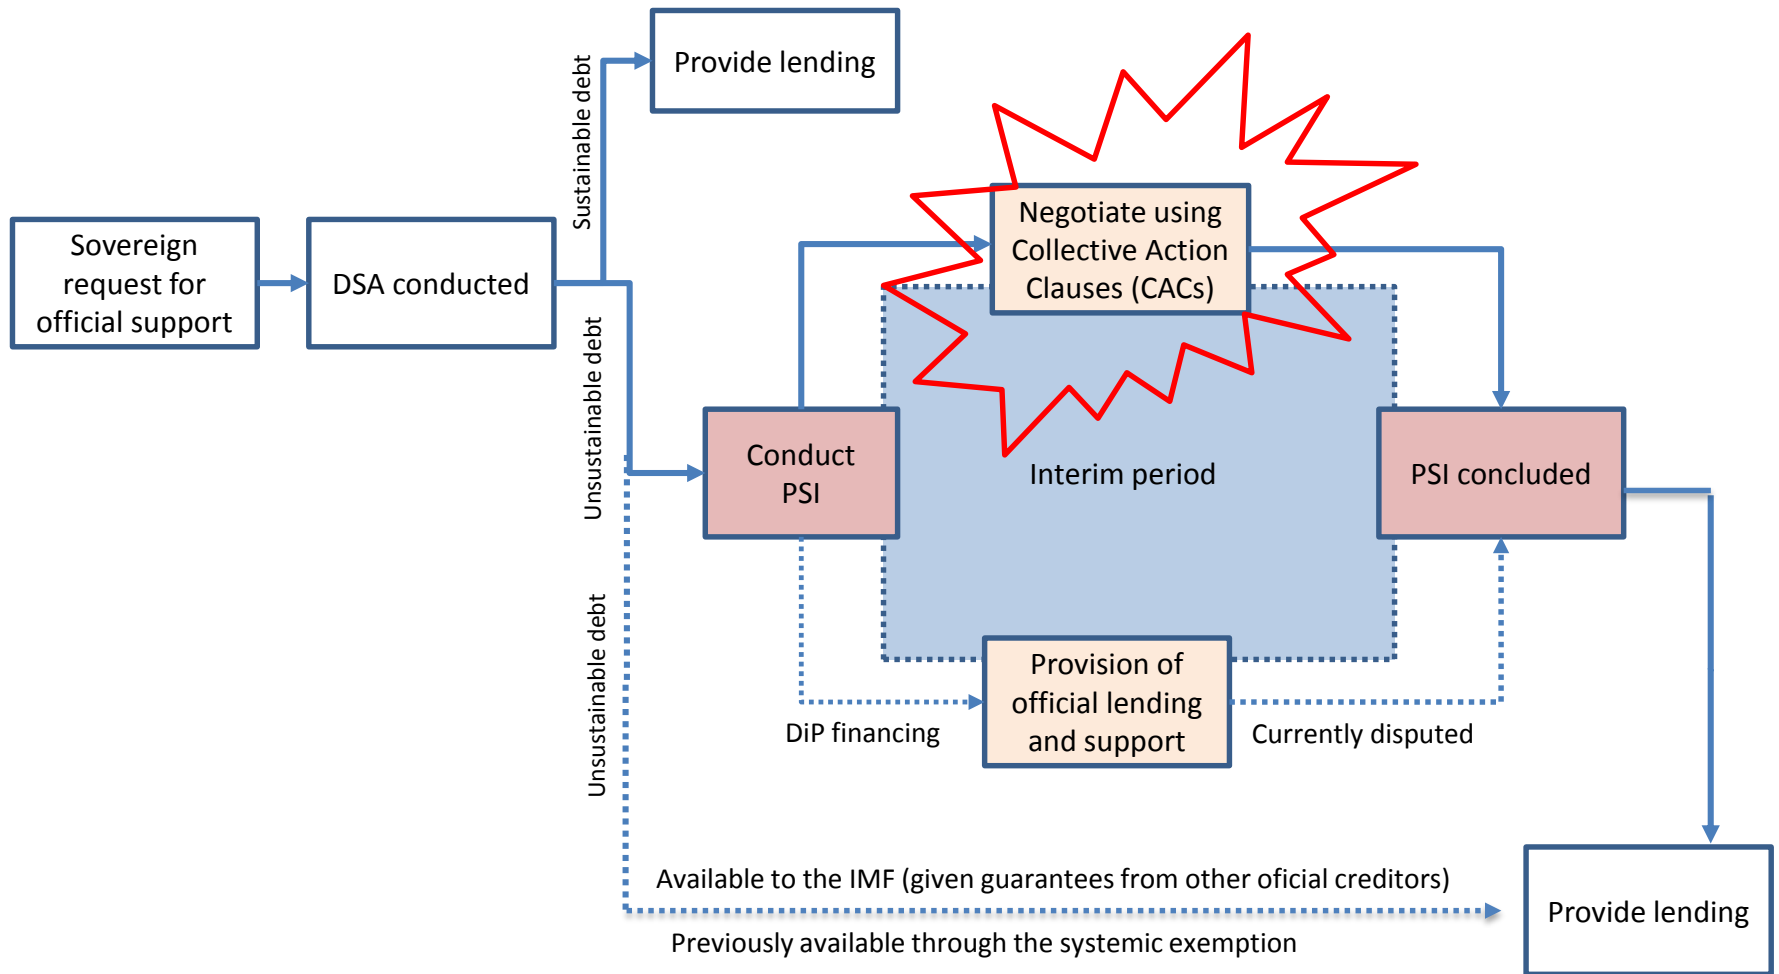 Provide lending
Sustainable debt
Sovereign
request for
official support
DSA conducted
Negotiate using
Collective Action
Clauses (CACs)
Unsustainable debt
Conduct
PSI
Interim period
PSI concluded
Unsustainable debt
Provision of
official lending
and support
DiP financing
Currently disputed
Available to the IMF (given guarantees from other oficial creditors)
Previously available through the systemic exemption
Provide lending